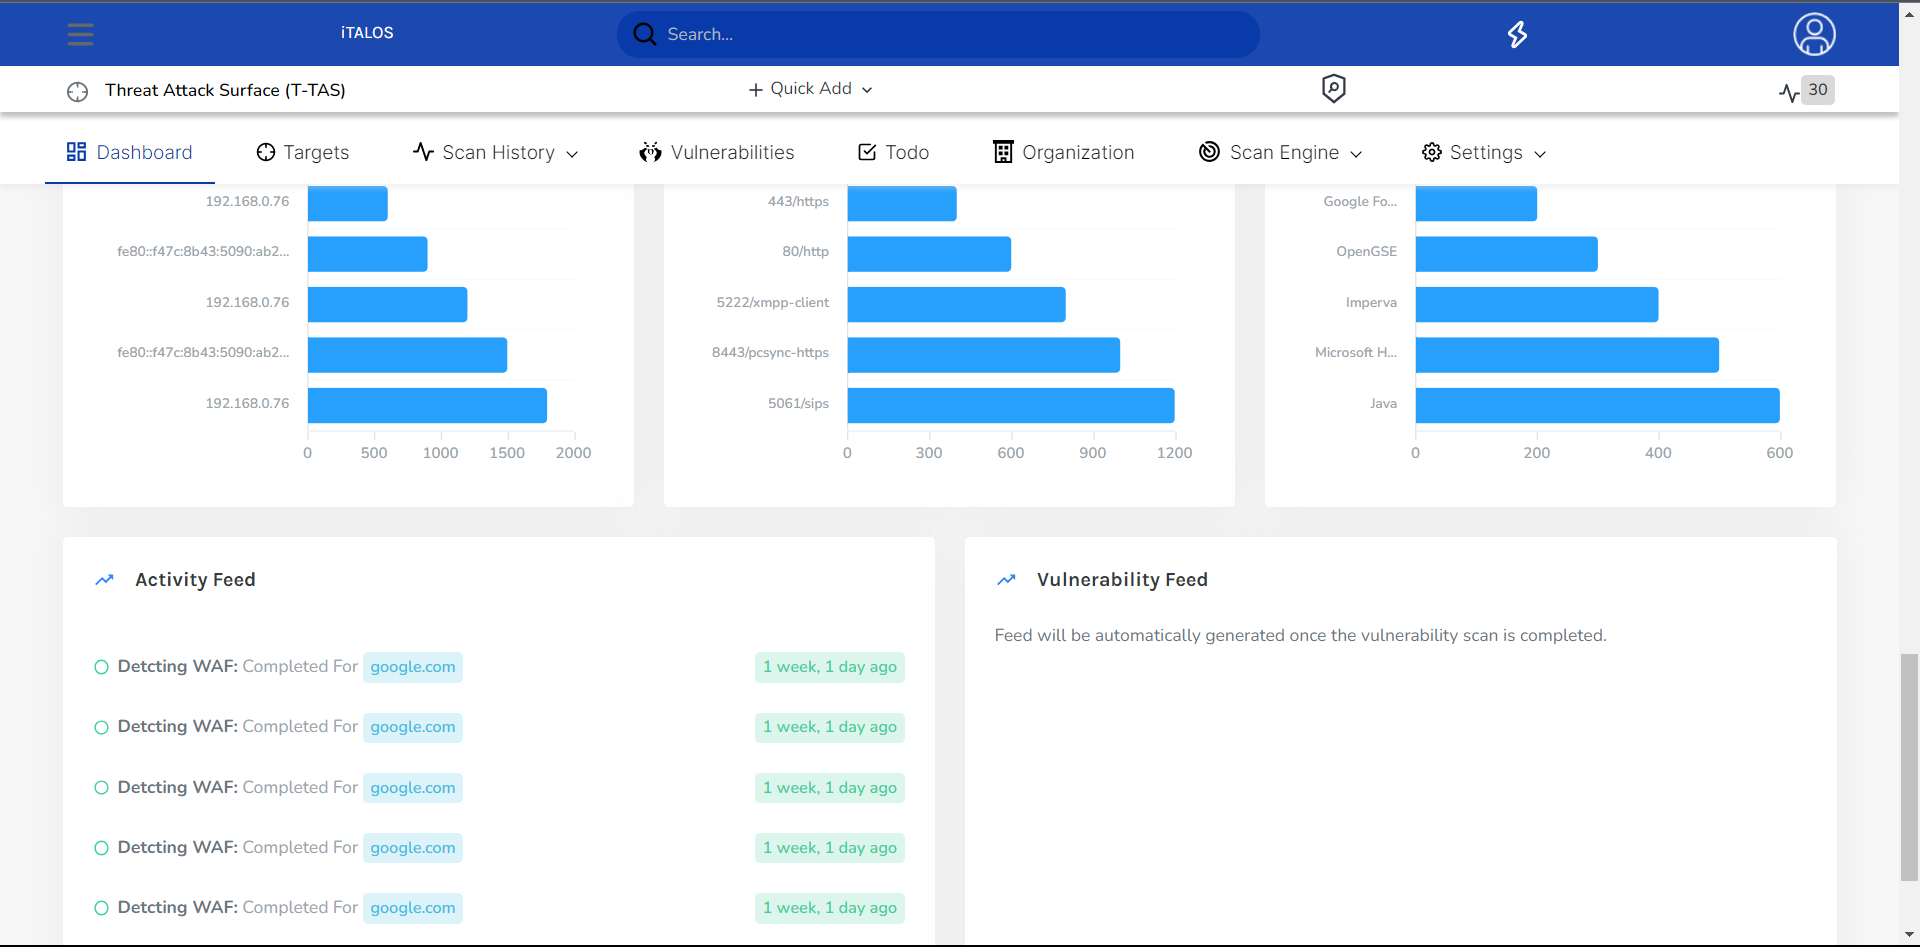 iTALOS
Search...
Threat Attack Surface (T-TAS)
Quick Add
30
Dashboard
Targets
Scan History
Vulnerabilities
Todo
Organization
Scan Engine
Settings
192.168.0.76
fe80::f47c:8b43:5090:ab2...
192.168.0.76
fe80::f47c:8b43:5090:ab2...
192.168.0.76
0 500 1000 1500 2000
443/https
80/http
5222/xmpp-client
8443/pcsync-https
5061/sips
0 300 600 900 1200
Google Fo...
OpenGSE
Imperva
Microsoft H...
Java
0 200 400 600
Activity Feed
Detcting WAF: Completed For google.com 1 week, 1 day ago
Detcting WAF: Completed For google.com 1 week, 1 day ago
Detcting WAF: Completed For google.com 1 week, 1 day ago
Detcting WAF: Completed For google.com 1 week, 1 day ago
Detcting WAF: Completed For google.com 1 week, 1 day ago
Vulnerability Feed
Feed will be automatically generated once the vulnerability scan is completed.